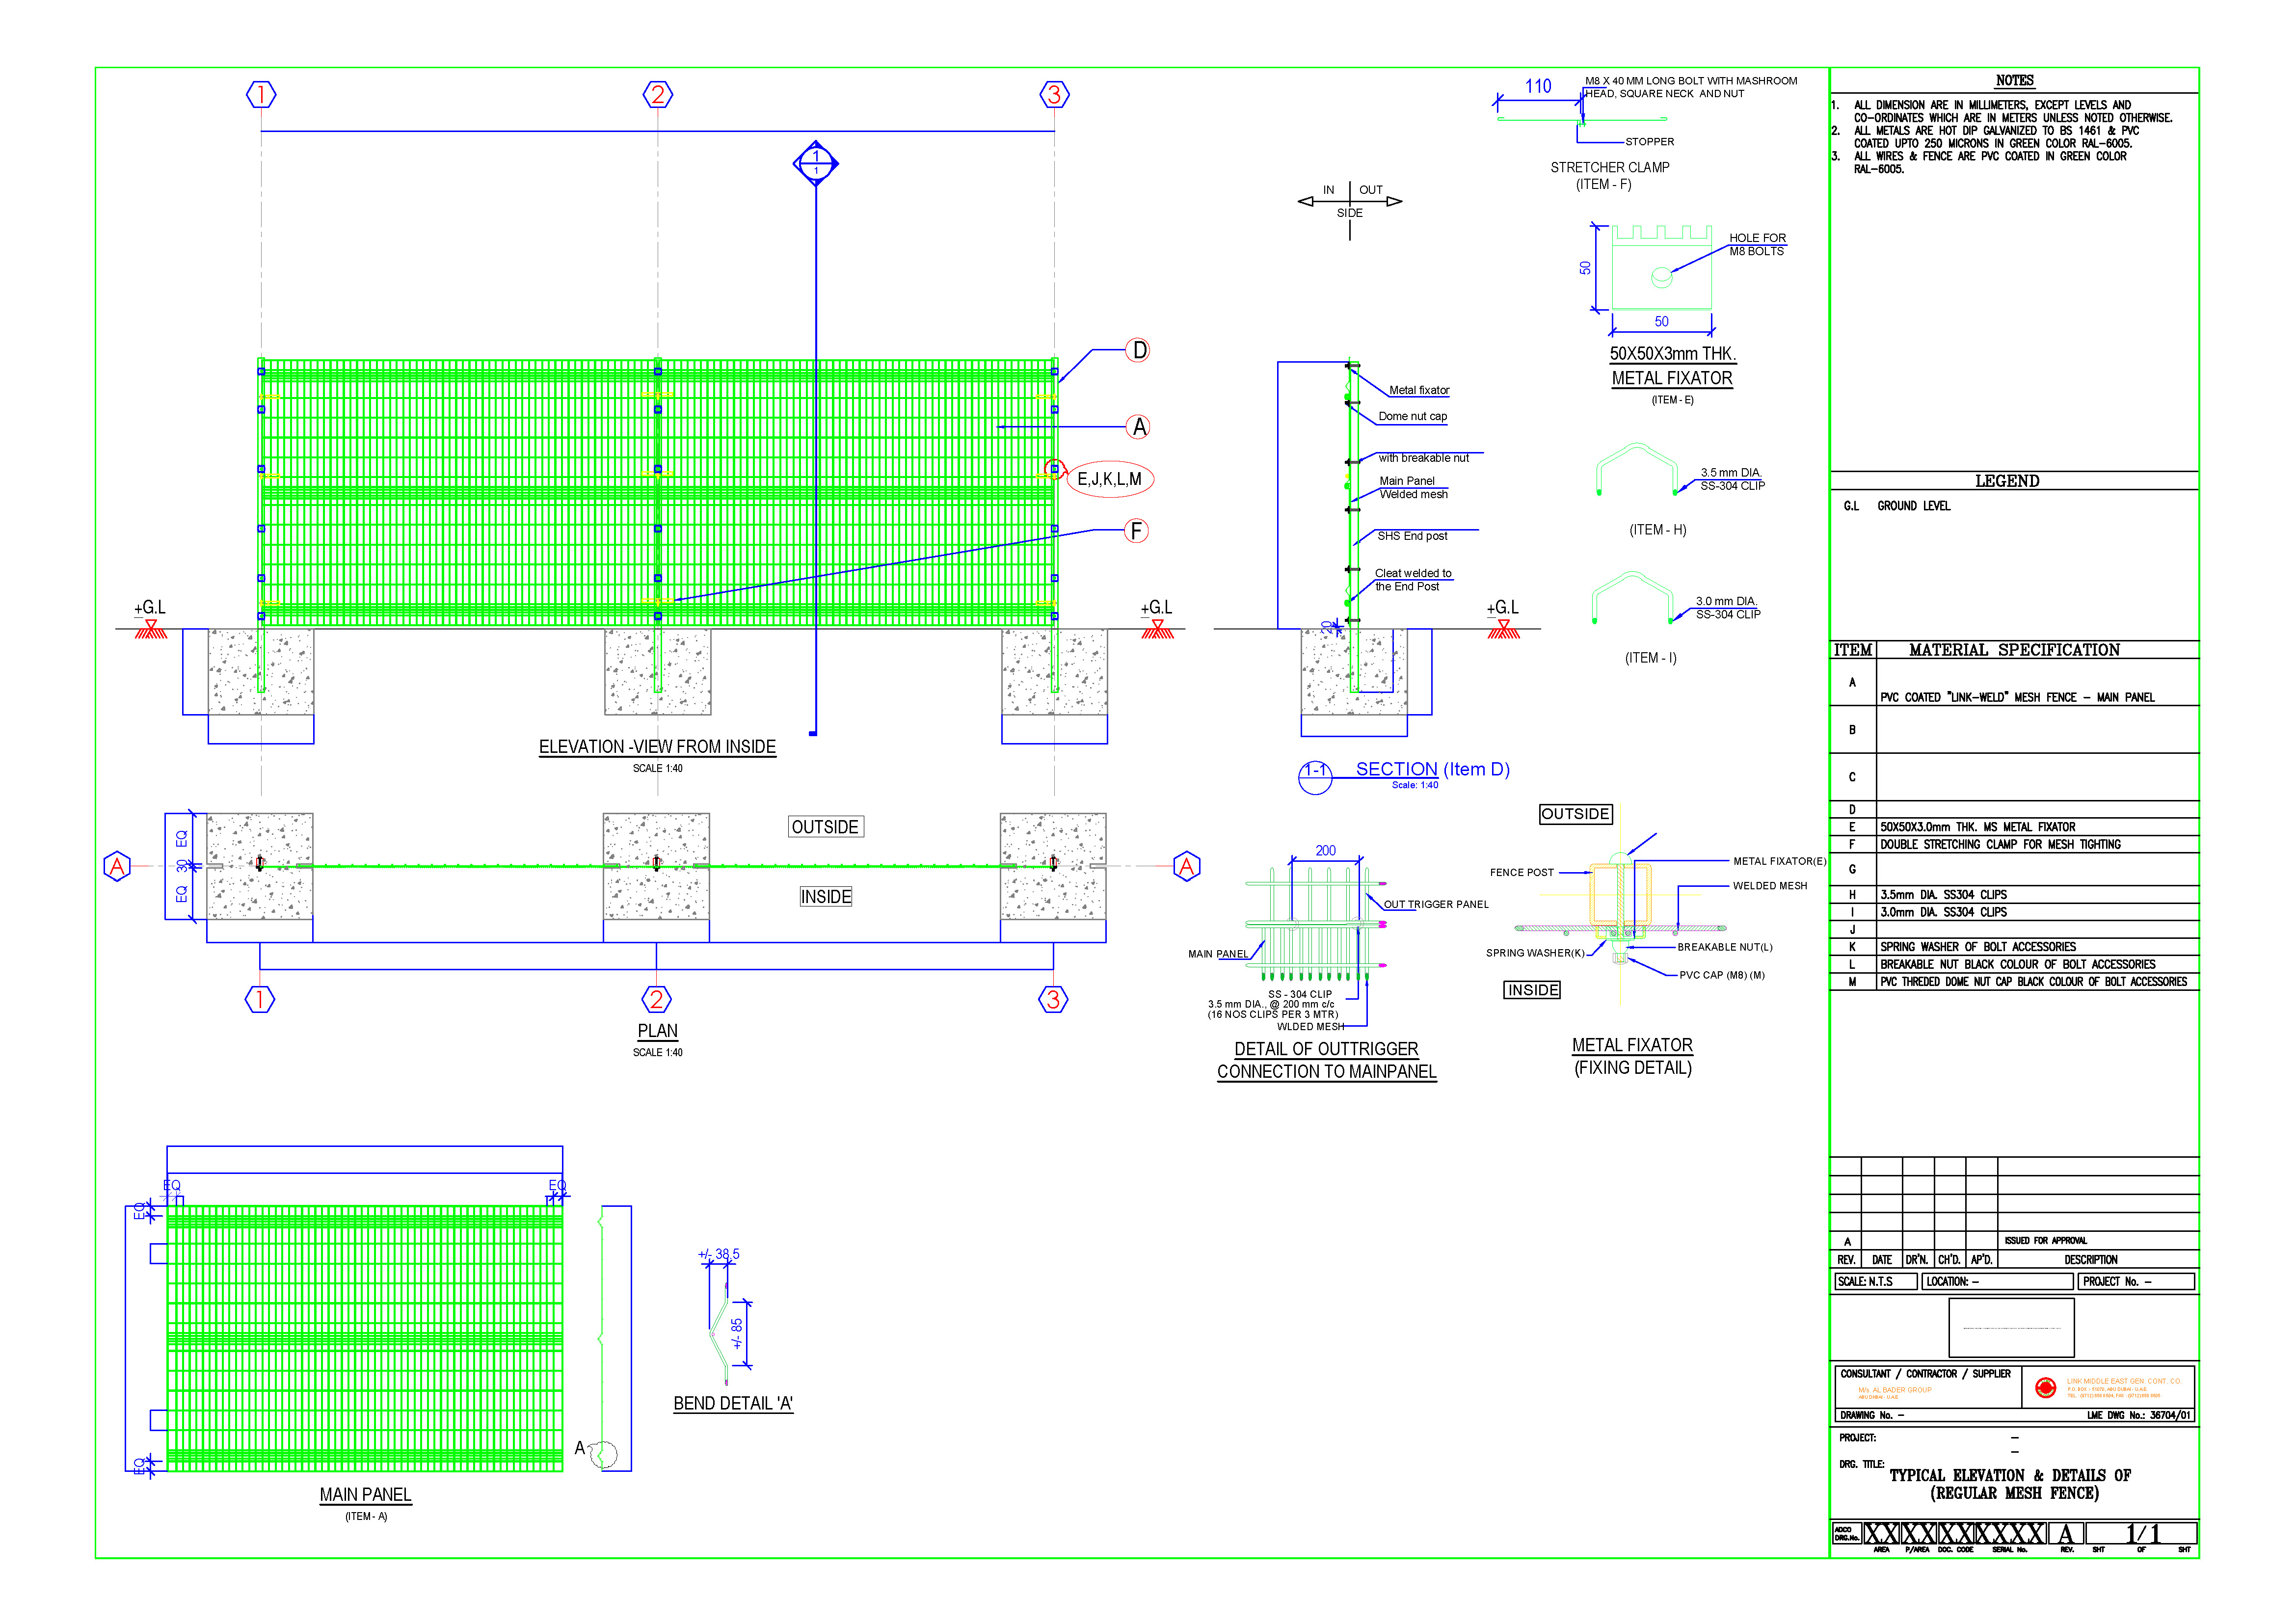 1
2
3
1
1
D
A
E,J,K,L,M
F
+G.L
+G.L
ELEVATION -VIEW FROM INSIDE
SCALE 1:40
IN
OUT
SIDE
Metal fixator
Dome nut cap
with breakable nut
Main Panel
Welded mesh
SHS End post
Cleat welded to
the End Post
20
+G.L
1-1
SECTION (Item D)
Scale: 1:40
110
M8 X 40 MM LONG BOLT WITH MASHROOM
HEAD, SQUARE NECK AND NUT
STOPPER
STRETCHER CLAMP
(ITEM - F)
HOLE FOR
M8 BOLTS
50
50
50X50X3mm THK.
METAL FIXATOR
(ITEM - E)
3.5 mm DIA.
SS-304 CLIP
(ITEM - H)
3.0 mm DIA.
SS-304 CLIP
(ITEM - I)
A
EQ
30
EQ
OUTSIDE
INSIDE
A
1
2
3
PLAN
SCALE 1:40
200
OUT TRIGGER PANEL
MAIN PANEL
SS - 304 CLIP
3.5 mm DIA., @ 200 mm c/c
(16 NOS CLIPS PER 3 MTR)
WLDED MESH
DETAIL OF OUTTRIGGER
CONNECTION TO MAINPANEL
OUTSIDE
FENCE POST
METAL FIXATOR(E)
WELDED MESH
SPRING WASHER(K)
BREAKABLE NUT(L)
PVC CAP (M8) (M)
INSIDE
METAL FIXATOR
(FIXING DETAIL)
EQ
EQ
EQ
EQ
A
MAIN PANEL
(ITEM - A)
+/- 38.5
+/- 85
BEND DETAIL 'A'
NOTES
1. ALL DIMENSION ARE IN MILLIMETERS, EXCEPT LEVELS AND
CO-ORDINATES WHICH ARE IN METERS UNLESS NOTED OTHERWISE.
2. ALL METALS ARE HOT DIP GALVANIZED TO BS 1461 & PVC
COATED UPTO 250 MICRONS IN GREEN COLOR RAL-6005.
3. ALL WIRES & FENCE ARE PVC COATED IN GREEN COLOR
RAL-6005.
LEGEND
G.L GROUND LEVEL
ITEM MATERIAL SPECIFICATION
A PVC COATED "LINK-WELD" MESH FENCE - MAIN PANEL
B
C
D
E 50X50X3.0mm THK. MS METAL FIXATOR
F DOUBLE STRETCHING CLAMP FOR MESH TIGHTING
G
H 3.5mm DIA. SS304 CLIPS
I 3.0mm DIA. SS304 CLIPS
J
K SPRING WASHER OF BOLT ACCESSORIES
L BREAKABLE NUT BLACK COLOUR OF BOLT ACCESSORIES
M PVC THREDED DOME NUT CAP BLACK COLOUR OF BOLT ACCESSORIES
A ISSUED FOR APPROVAL
REV. DATE DR'N. CH'D. AP'D. DESCRIPTION
SCALE: N.T.S LOCATION: - PROJECT No. -
CONSULTANT / CONTRACTOR / SUPPLIER
M/s. AL BADER GROUP
ABU DHABI - U.A.E.
LINK MIDDLE EAST GEN. CONT. CO.
DRAWING No. - LME DWG No.: 36704/01
PROJECT: -
-
DRG. TITLE:
TYPICAL ELEVATION & DETAILS OF
(REGULAR MESH FENCE)
ADCO
DRG.No. XX XX XX XXXX A 1/1
AREA P/AREA DOC. CODE SERIAL No. REV. SHT OF SHT